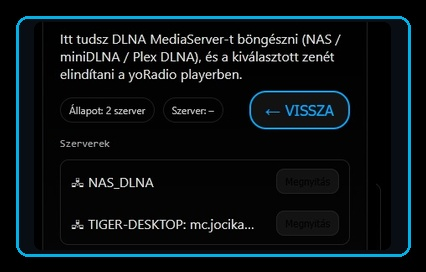 Itt tudsz DLNA MediaServer-t böngészni (NAS /
miniDLNA / Plex DLNA), és a kiválasztott zenét
elindítani a yoRadio playerben.
Állapot: 2 szerver
Szerver: –
← VISSZA
Szerverek
NAS_DLNA
Megnyitás
TIGER-DESKTOP: mc.jocika...
Megnyitás